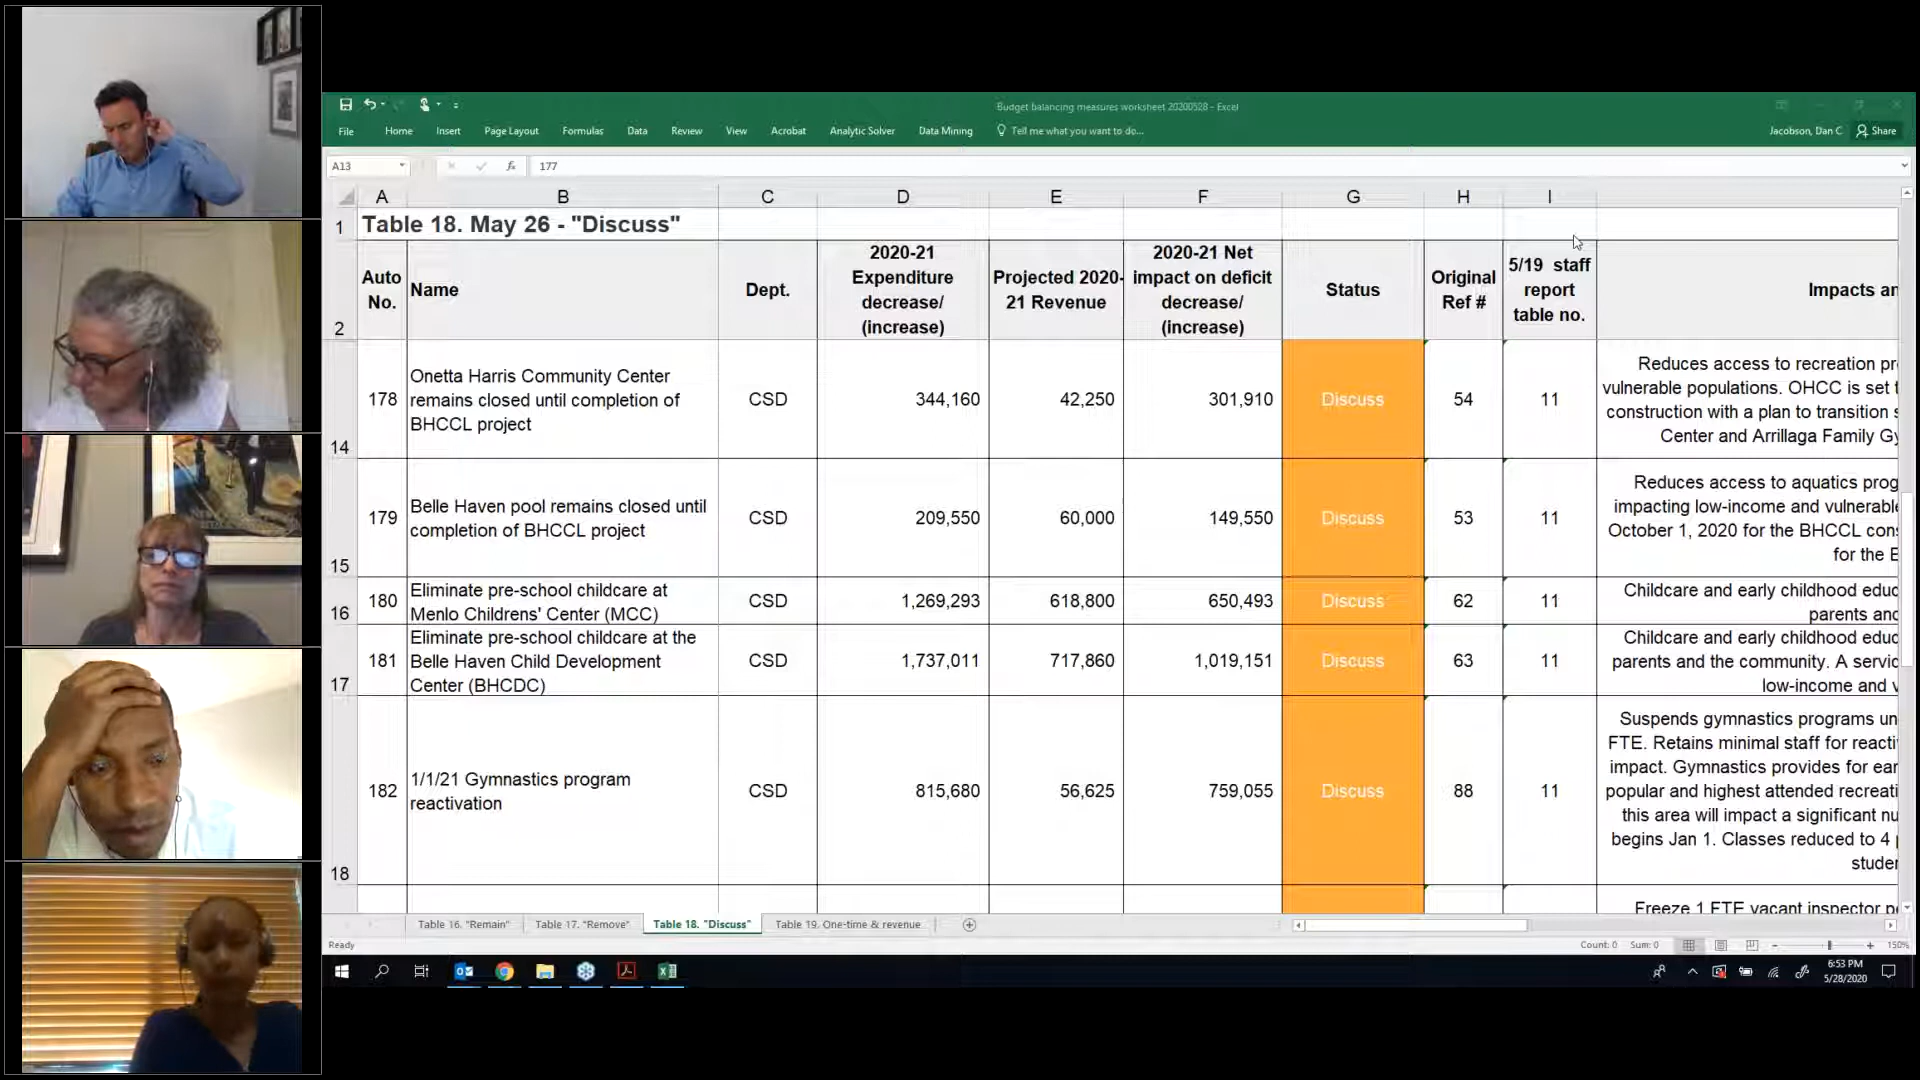 Budget balancing measures worksheet 20200528 - Excel
File Home Insert Page Layout Formulas Data Review View Acrobat Analytic Solver Data Mining Tell me what you want to do... Jacobson, Dan C Share
A13 fx 177
A B C D E F G H I
1 Table 18. May 26 - "Discuss"
2
Auto
No.
Name
Dept.
2020-21
Expenditure
decrease/
(increase)
Projected 2020-
21 Revenue
2020-21 Net
impact on deficit
decrease/
(increase)
Status
Original
Ref #
5/19 staff
report
table no.
Impacts an
14
178
Onetta Harris Community Center
remains closed until completion of
BHCCL project
CSD 344,160 42,250 301,910 Discuss 54 11
Reduces access to recreation pr
vulnerable populations. OHCC is set t
construction with a plan to transition s
Center and Arrillaga Family Gy
15
179
Belle Haven pool remains closed until
completion of BHCCL project
CSD 209,550 60,000 149,550 Discuss 53 11
Reduces access to aquatics prog
impacting low-income and vulnerable
October 1, 2020 for the BHCCL cons
for the E
16
180
Eliminate pre-school childcare at
Menlo Childrens' Center (MCC)
CSD 1,269,293 618,800 650,493 Discuss 62 11
Childcare and early childhood educ
parents and
17
181
Eliminate pre-school childcare at the
Belle Haven Child Development
Center (BHCDC)
CSD 1,737,011 717,860 1,019,151 Discuss 63 11
Childcare and early childhood educ
parents and the community. A servic
low-income and v
18
182
1/1/21 Gymnastics program
reactivation
CSD 815,680 56,625 759,055 Discuss 88 11
Suspends gymnastics programs un
FTE. Retains minimal staff for reacti
impact. Gymnastics provides for ear
popular and highest attended recreati
this area will impact a significant nu
begins Jan 1. Classes reduced to 4 p
studen
Freeze 1 FTE vacant inspector po
Table 16. "Remain" Table 17. "Remove" Table 18. "Discuss" Table 19. One-time & revenue
Ready Count: 0 Sum: 0 150%
6:53 PM
5/28/2020